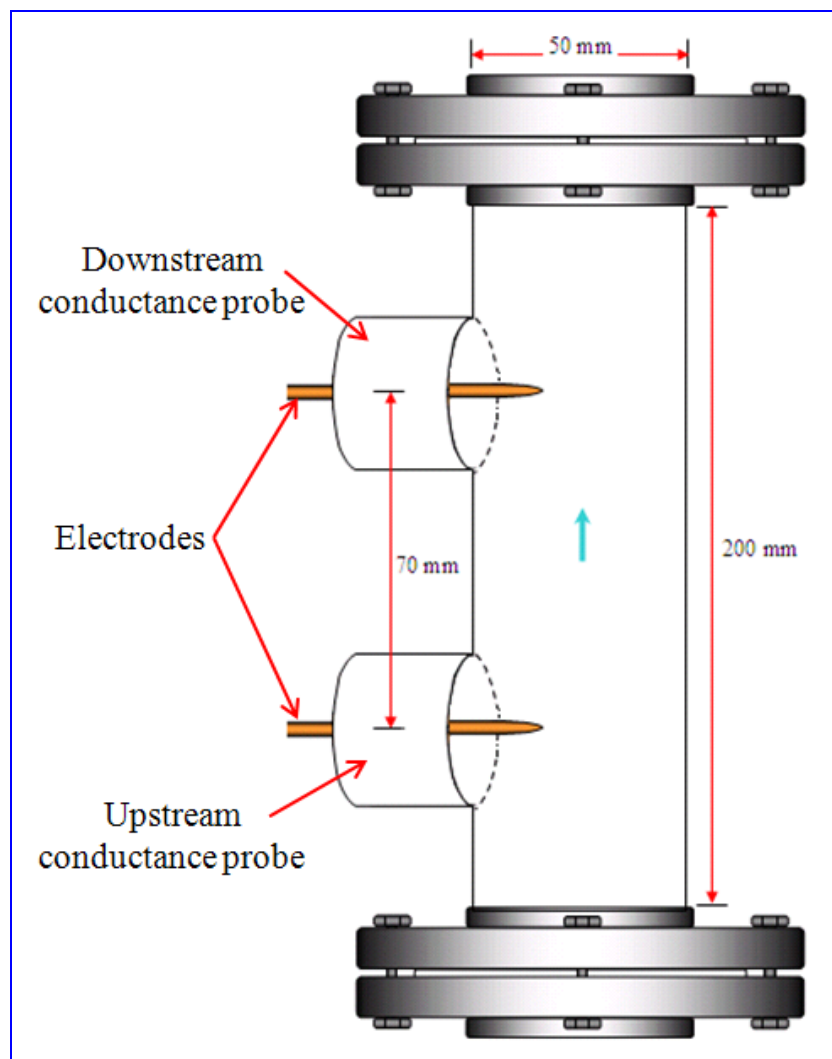 50 mm
Downstream
conductance probe
Electrodes
70 mm
200 mm
Upstream
conductance probe